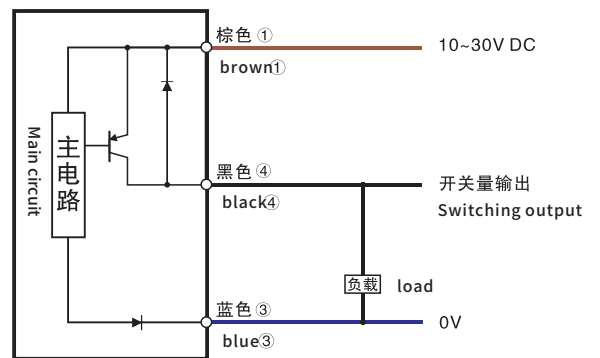 棕色 ①
brown①
10~30V DC
Main circuit
主电路
黑色 ④
black④
开关量输出
Switching output
负载
load
蓝色 ③
blue③
0V